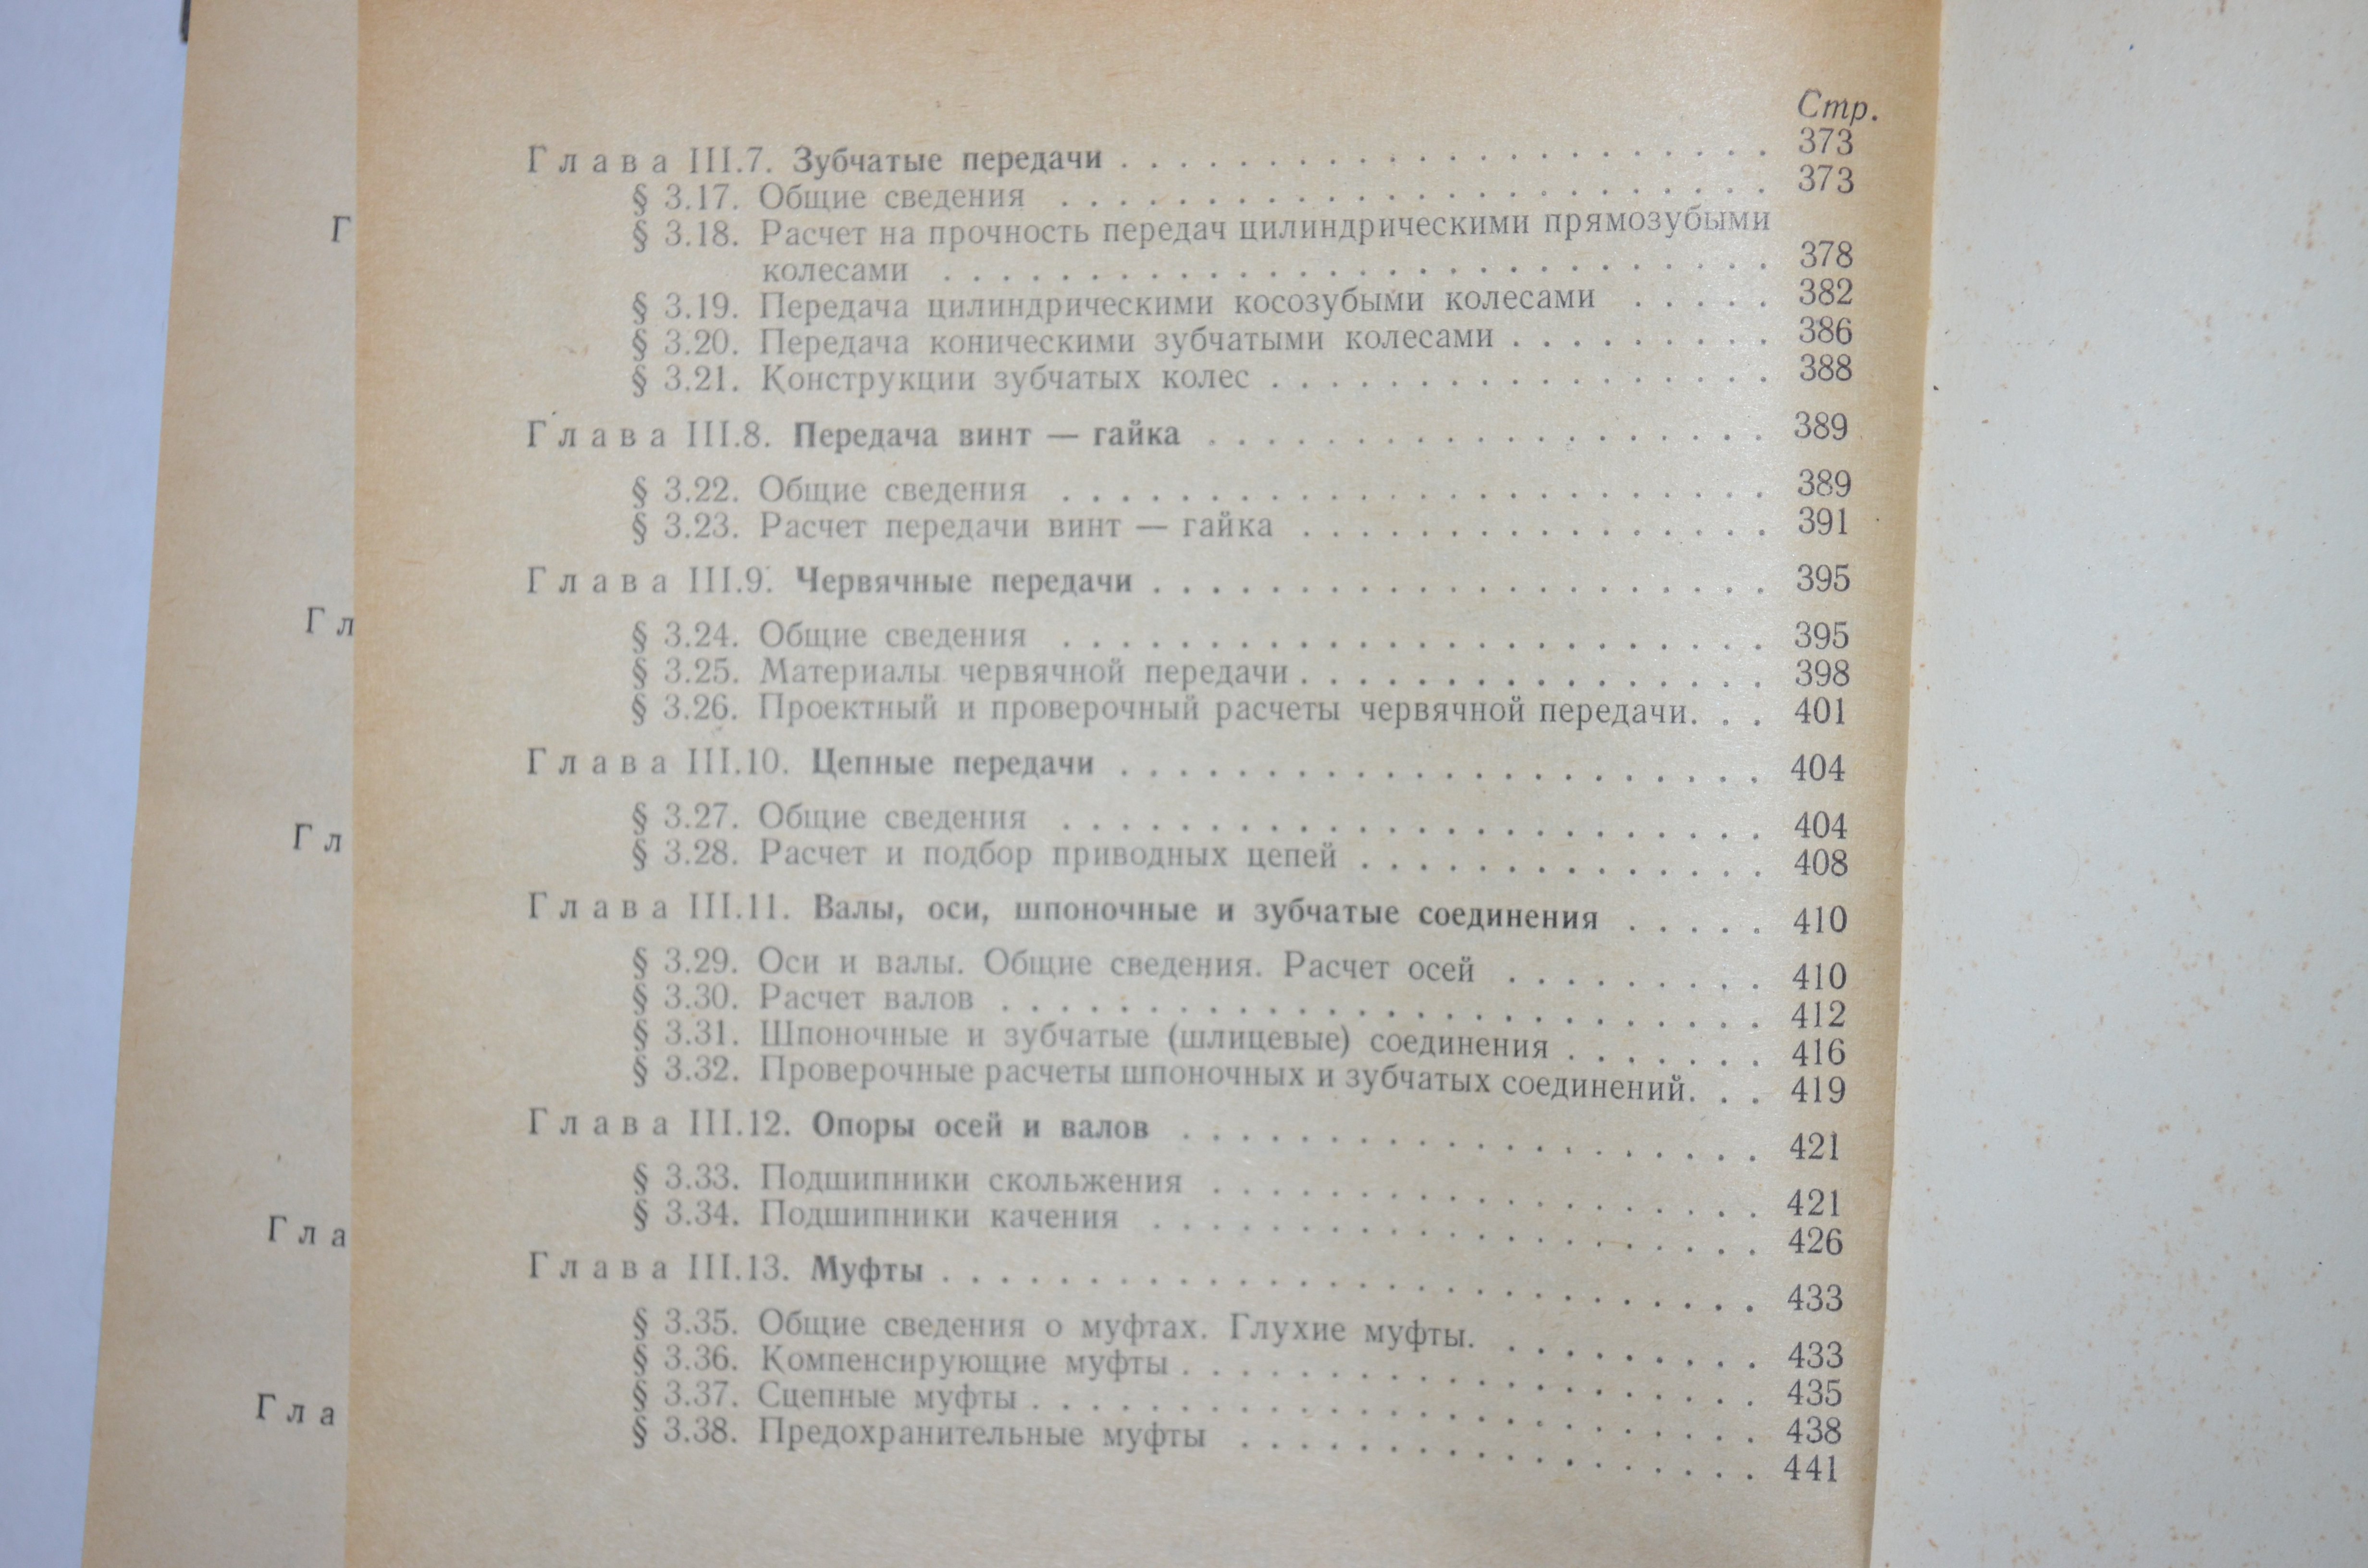 Стр.
Глава III.7. Зубчатые передачи . . . . . . . . . . . . . . . . . . . . . . 373
§ 3.17. Общие сведения . . . . . . . . . . . . . . . . . . . . . . . . 373
§ 3.18. Расчет на прочность передач цилиндрическими прямозубыми
колесами . . . . . . . . . . . . . . . . . . . . . . . . . . . . 378
§ 3.19. Передача цилиндрическими косозубыми колесами . . . . . 382
§ 3.20. Передача коническими зубчатыми колесами . . . . . . . . . 386
§ 3.21. Конструкции зубчатых колес . . . . . . . . . . . . . . . . . 388
Глава III.8. Передача винт — гайка . . . . . . . . . . . . . . . . . . . 389
§ 3.22. Общие сведения . . . . . . . . . . . . . . . . . . . . . . . . 389
§ 3.23. Расчет передачи винт — гайка . . . . . . . . . . . . . . . . 391
Глава III.9. Червячные передачи . . . . . . . . . . . . . . . . . . . . . 395
§ 3.24. Общие сведения . . . . . . . . . . . . . . . . . . . . . . . . 395
§ 3.25. Материалы червячной передачи . . . . . . . . . . . . . . . . 398
§ 3.26. Проектный и проверочный расчеты червячной передачи. . . 401
Глава III.10. Цепные передачи . . . . . . . . . . . . . . . . . . . . . . 404
§ 3.27. Общие сведения . . . . . . . . . . . . . . . . . . . . . . . . 404
§ 3.28. Расчет и подбор приводных цепей . . . . . . . . . . . . . . 408
Глава III.11. Валы, оси, шпоночные и зубчатые соединения . . . . . 410
§ 3.29. Оси и валы. Общие сведения. Расчет осей . . . . . . . . . 410
§ 3.30. Расчет валов . . . . . . . . . . . . . . . . . . . . . . . . . . 412
§ 3.31. Шпоночные и зубчатые (шлицевые) соединения . . . . . . . 416
§ 3.32. Проверочные расчеты шпоночных и зубчатых соединений. . . 419
Глава III.12. Опоры осей и валов . . . . . . . . . . . . . . . . . . . . 421
§ 3.33. Подшипники скольжения . . . . . . . . . . . . . . . . . . . 421
§ 3.34. Подшипники качения . . . . . . . . . . . . . . . . . . . . . 426
Глава III.13. Муфты . . . . . . . . . . . . . . . . . . . . . . . . . . . . 433
§ 3.35. Общие сведения о муфтах. Глухие муфты. . . . . . . . . . 433
§ 3.36. Компенсирующие муфты . . . . . . . . . . . . . . . . . . . . 435
§ 3.37. Сцепные муфты . . . . . . . . . . . . . . . . . . . . . . . . . 438
§ 3.38. Предохранительные муфты . . . . . . . . . . . . . . . . . . 441
Г
Гл
Гл
Гла
Гла